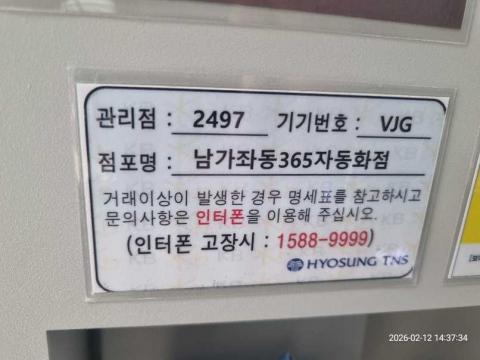 관리점 : 2497 기기번호 : VJG
점포명 : 남가좌동365자동화점
거래이상이 발생한 경우 명세표를 참고하시고
문의사항은 인터폰을 이용해 주십시오.
(인터폰 고장시 : 1588-9999)
HYOSUNG TNS
2026-02-12 14:37:34